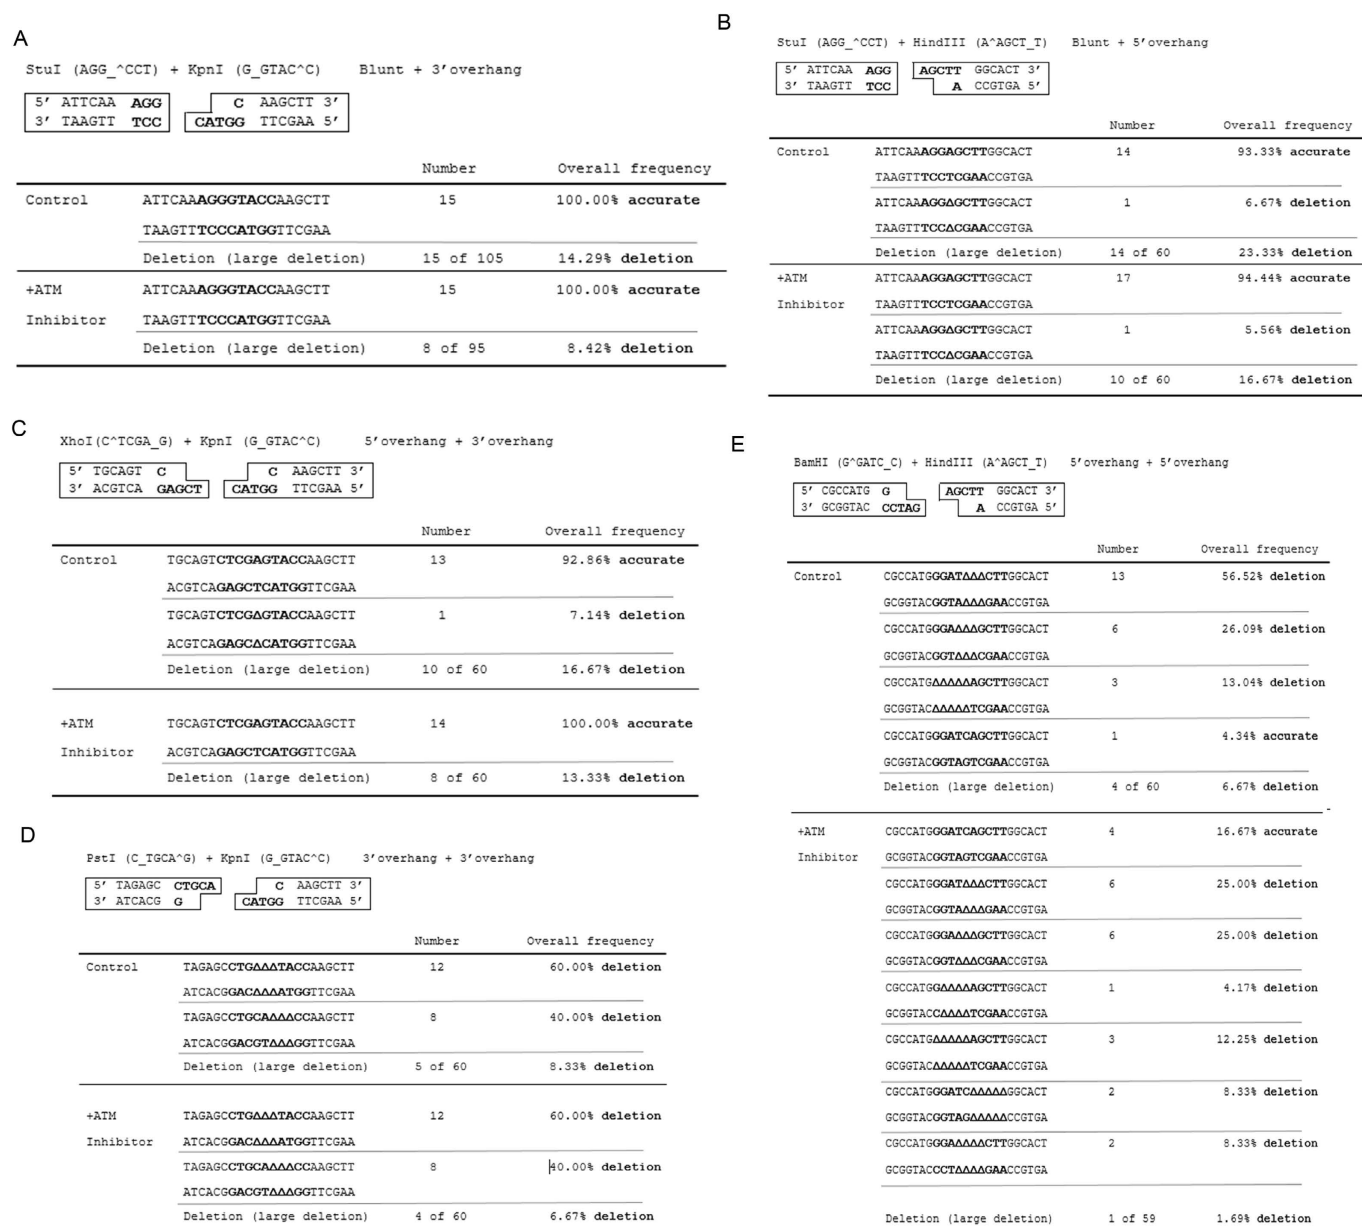 A
StuI (AGG_^CCT) + KpnI (G_GTAC^C) Blunt + 3'overhang
5' ATTCAA AGG C AAGCTT 3'
3' TAAGTT TCC CATGG TTCGAA 5'
Number Overall frequency
Control ATTCAAAGGGTACCAAGCTT 15 100.00% accurate
TAAGTTTCCCATGGTTCGAA
Deletion (large deletion) 15 of 105 14.29% deletion
+ATM ATTCAAAGGGTACCAAGCTT 15 100.00% accurate
Inhibitor TAAGTTTCCCATGGTTCGAA
Deletion (large deletion) 8 of 95 8.42% deletion
B
StuI (AGG_^CCT) + HindIII (A^AGCT_T) Blunt + 5'overhang
5' ATTCAA AGG AGCTT GGCACT 3'
3' TAAGTT TCC A CCGTGA 5'
Number Overall frequency
Control ATTCAAAGGAGCTTGGCACT 14 93.33% accurate
TAAGTTTCCTCGAACCGTGA
ATTCAAAGGΔGCTTGGCACT 1 6.67% deletion
TAAGTTTCCΔCGAACCGTGA
Deletion (large deletion) 14 of 60 23.33% deletion
+ATM ATTCAAAGGAGCTTGGCACT 17 94.44% accurate
Inhibitor TAAGTTTCCTCGAACCGTGA
ATTCAAAGGΔGCTTGGCACT 1 5.56% deletion
TAAGTTTCCΔCGAACCGTGA
Deletion (large deletion) 10 of 60 16.67% deletion
C
XhoI(C^TCGA_G) + KpnI (G_GTAC^C) 5'overhang + 3'overhang
5' TGCAGT C C AAGCTT 3'
3' ACGTCA GAGCT CATGG TTCGAA 5'
Number Overall frequency
Control TGCAGTCTCGAGTACCAAGCTT 13 92.86% accurate
ACGTCAGAGCTCATGGTTCGAA
TGCAGTCTCGΔGTACCAAGCTT 1 7.14% deletion
ACGTCAGAGCΔCATGGTTCGAA
Deletion (large deletion) 10 of 60 16.67% deletion
+ATM TGCAGTCTCGAGTACCAAGCTT 14 100.00% accurate
Inhibitor ACGTCAGAGCTCATGGTTCGAA
Deletion (large deletion) 8 of 60 13.33% deletion
D
PstI (C_TGCA^G) + KpnI (G_GTAC^C) 3'overhang + 3'overhang
5' TAGAGC CTGCA C AAGCTT 3'
3' ATCACG G CATGG TTCGAA 5'
Number Overall frequency
Control TAGAGCCTGΔΔΔTACCAAGCTT 12 60.00% deletion
ATCACGGACΔΔΔATGGTTCGAA
TAGAGCCTGCAΔΔΔCCAAGCTT 8 40.00% deletion
ATCACGGACGTΔΔΔGGTTCGAA
Deletion (large deletion) 5 of 60 8.33% deletion
+ATM TAGAGCCTGΔΔΔTACCAAGCTT 12 60.00% deletion
Inhibitor ATCACGGACΔΔΔATGGTTCGAA
TAGAGCCTGCAΔΔΔCCAAGCTT 8 40.00% deletion
ATCACGGACGTΔΔΔGGTTCGAA
Deletion (large deletion) 4 of 60 6.67% deletion
E
BamHI (G^GATC_C) + HindIII (A^AGCT_T) 5'overhang + 5'overhang
5' CGCCATG G AGCTT GGCACT 3'
3' GCGGTAC CCTAG A CCGTGA 5'
Number Overall frequency
Control CGCCATGGGATΔΔΔCTTGGCACT 13 56.52% deletion
GCGGTACGGTAΔΔΔGAACCGTGA
CGCCATGGGAΔΔΔGCTTGGCACT 6 26.09% deletion
GCGGTACGGTΔΔΔCGAACCGTGA
CGCCATGΔΔΔΔΔAGCTTGGCACT 3 13.04% deletion
GCGGTACΔΔΔΔΔTCGAACCGTGA
CGCCATGGGATCAGCTTGGCACT 1 4.34% accurate
GCGGTACGGTAGTCGAACCGTGA
Deletion (large deletion) 4 of 60 6.67% deletion
+ATM CGCCATGGGATCAGCTTGGCACT 4 16.67% accurate
Inhibitor GCGGTACGGTAGTCGAACCGTGA
CGCCATGGGATΔΔΔCTTGGCACT 6 25.00% deletion
GCGGTACGGTAΔΔΔGAACCGTGA
CGCCATGGGAΔΔΔGCTTGGCACT 6 25.00% deletion
GCGGTACGGTΔΔΔCGAACCGTGA
CGCCATGGΔΔΔΔAGCTTGGCACT 1 4.17% deletion
GCGGTACCΔΔΔΔTCGAACCGTGA
CGCCATGΔΔΔΔΔAGCTTGGCACT 3 12.25% deletion
GCGGTACΔΔΔΔΔTCGAACCGTGA
CGCCATGGGATCΔΔΔΔΔGGCACT 2 8.33% deletion
GCGGTACGGTAGΔΔΔΔΔCCGTGA
CGCCATGGGAΔΔΔΔCTTGGCACT 2 8.33% deletion
GCGGTACCCTΔΔΔΔGAACCGTGA
Deletion (large deletion) 1 of 59 1.69% deletion